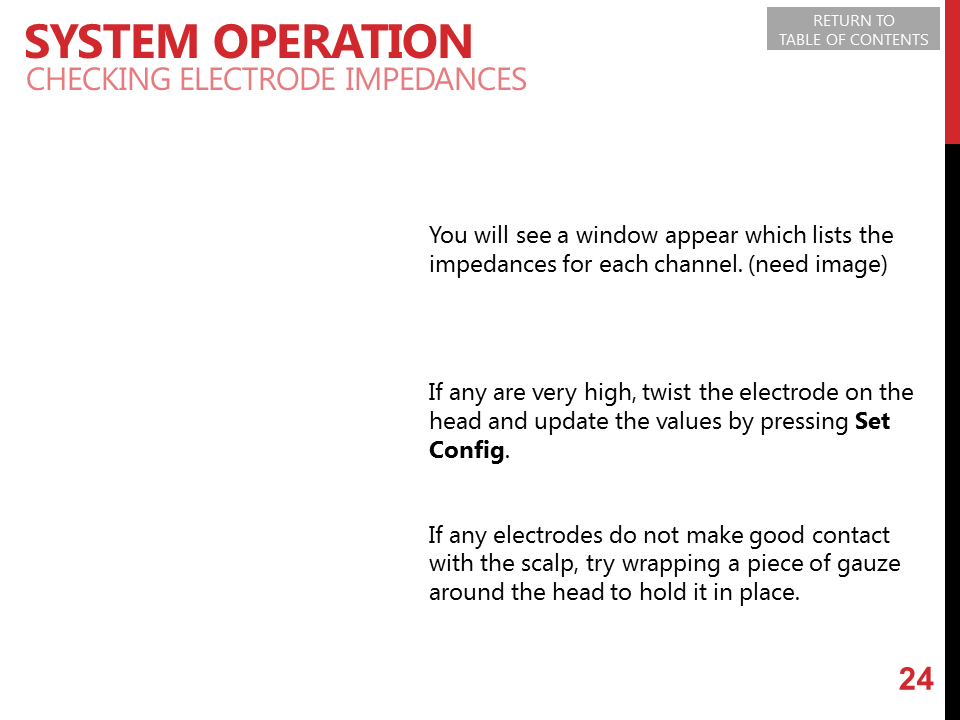 SYSTEM OPERATION
CHECKING ELECTRODE IMPEDANCES
RETURN TO
TABLE OF CONTENTS
You will see a window appear which lists the
impedances for each channel. (need image)
If any are very high, twist the electrode on the
head and update the values by pressing Set
Config.
If any electrodes do not make good contact
with the scalp, try wrapping a piece of gauze
around the head to hold it in place.
24